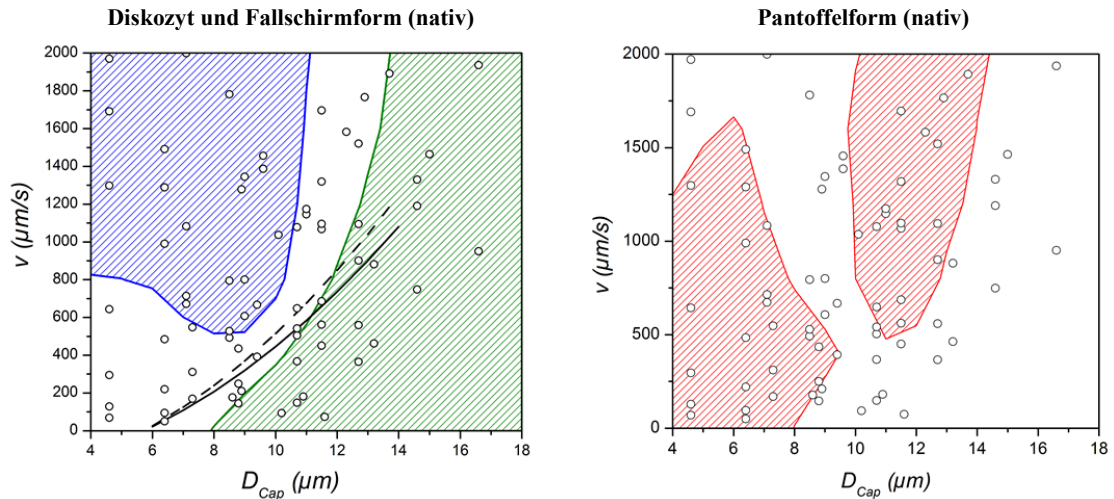 Diskozyt und Fallschirmform (nativ)
2000
1800
1600
1400
1200
1000
800
600
400
200
0
v (µm/s)
4 6 8 10 12 14 16 18
D_Cap (µm)
Pantoffelform (nativ)
2000
1500
1000
500
0
v (µm/s)
4 6 8 10 12 14 16 18
D_Cap (µm)